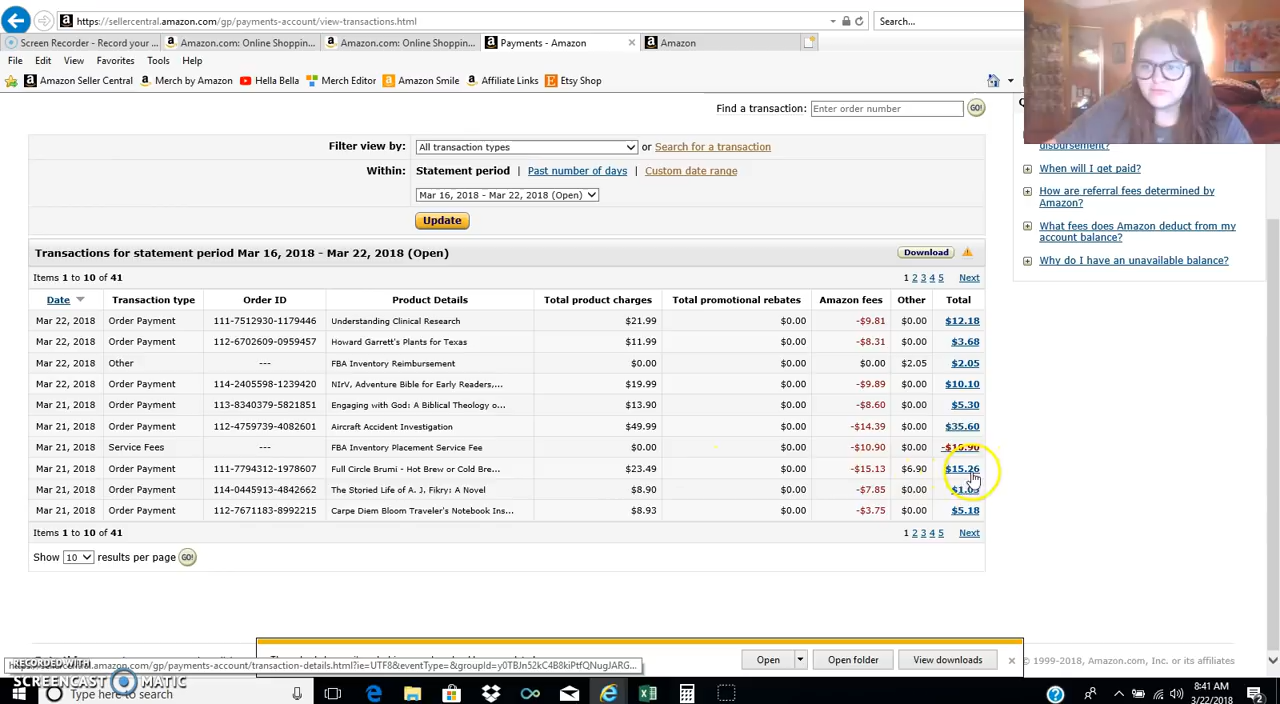 https://sellercentral.amazon.com/gp/payments-account/view-transactions.html
Search...
Screen Recorder - Record your ...
Amazon.com: Online Shoppin...
Amazon.com: Online Shoppin...
Payments - Amazon
Amazon
File Edit View Favorites Tools Help
Amazon Seller Central Merch by Amazon Hella Bella Merch Editor Amazon Smile Affiliate Links Etsy Shop
Find a transaction: Enter order number GO!
Filter view by: All transaction types or Search for a transaction
Within: Statement period | Past number of days | Custom date range
Mar 16, 2018 - Mar 22, 2018 (Open)
Update
disbursement?
When will I get paid?
How are referral fees determined by
Amazon?
What fees does Amazon deduct from my
account balance?
Why do I have an unavailable balance?
Transactions for statement period Mar 16, 2018 - Mar 22, 2018 (Open) Download
Items 1 to 10 of 41 1 2 3 4 5 Next
Date Transaction type Order ID Product Details Total product charges Total promotional rebates Amazon fees Other Total
Mar 22, 2018 Order Payment 111-7512930-1179446 Understanding Clinical Research $21.99 $0.00 -$9.81 $0.00 $12.18
Mar 22, 2018 Order Payment 112-6702609-0959457 Howard Garrett's Plants for Texas $11.99 $0.00 -$8.31 $0.00 $3.68
Mar 22, 2018 Other --- FBA Inventory Reimbursement $0.00 $0.00 $0.00 $2.05 $2.05
Mar 22, 2018 Order Payment 114-2405598-1239420 NIrV, Adventure Bible for Early Readers,... $19.99 $0.00 -$9.89 $0.00 $10.10
Mar 21, 2018 Order Payment 113-8340379-5821851 Engaging with God: A Biblical Theology o... $13.90 $0.00 -$8.60 $0.00 $5.30
Mar 21, 2018 Order Payment 112-4759739-4082601 Aircraft Accident Investigation $49.99 $0.00 -$14.39 $0.00 $35.60
Mar 21, 2018 Service Fees --- FBA Inventory Placement Service Fee $0.00 $0.00 -$10.90 $0.00 -$10.90
Mar 21, 2018 Order Payment 111-7794312-1978607 Full Circle Brumi - Hot Brew or Cold Bre... $23.49 $0.00 -$15.13 $6.90 $15.26
Mar 21, 2018 Order Payment 114-0445913-4842662 The Storied Life of A. J. Fikry: A Novel $8.90 $0.00 -$7.85 $0.00 $1.05
Mar 21, 2018 Order Payment 112-7671183-8992215 Carpe Diem Bloom Traveler's Notebook Ins... $8.93 $0.00 -$3.75 $0.00 $5.18
Items 1 to 10 of 41 1 2 3 4 5 Next
Show 10 results per page GO!
Open Open folder View downloads
© 1999-2018, Amazon.com, Inc. or its affiliates
RECORDED WITH
SCREENCAST MATIC
Type here to search
8:41 AM
3/22/2018
2